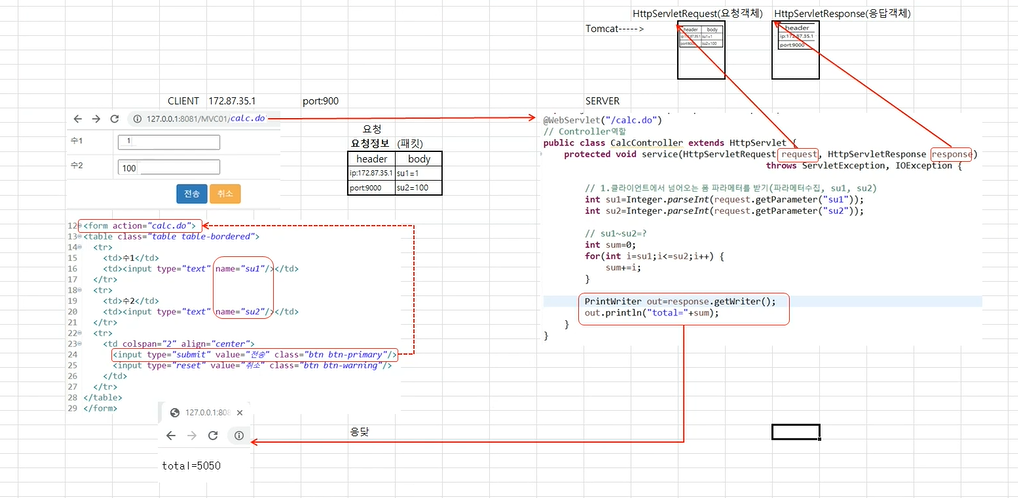 HttpServletRequest(요청객체)
HttpServletResponse(응답객체)
Tomcat----->
header body
ip:172.87.35.1 su1=1
port:9000 su2=100
header
ip:172.87.35.1
port:9000
CLIENT 172.87.35.1 port:900
SERVER
127.0.0.1:8081/MVC01/calc.do
수1 1
수2 100
전송 취소
요청
요청정보 (패킷)
header body
ip:172.87.35.1 su1=1
port:9000 su2=100
@WebServlet("/calc.do")
// Controller역할
public class CalcController extends HttpServlet {
protected void service(HttpServletRequest request, HttpServletResponse response)
throws ServletException, IOException {
// 1.클라이언트에서 넘어오는 폼 파라메터를 받기(파라메터수집, su1, su2)
int su1=Integer.parseInt(request.getParameter("su1"));
int su2=Integer.parseInt(request.getParameter("su2"));
// su1~su2=?
int sum=0;
for(int i=su1;i<=su2;i++) {
sum+=i;
}
PrintWriter out=response.getWriter();
out.println("total="+sum);
}
}
12 <form action="calc.do">
13 <table class="table table-bordered">
14 <tr>
15 <td>수1</td>
16 <td><input type="text" name="su1"/></td>
17 </tr>
18 <tr>
19 <td>수2</td>
20 <td><input type="text" name="su2"/></td>
21 </tr>
22 <tr>
23 <td colspan="2" align="center">
24 <input type="submit" value="전송" class="btn btn-primary"/>
25 <input type="reset" value="취소" class="btn btn-warning"/>
26 </td>
27 </tr>
28 </table>
29 </form>
127.0.0.1:808
응닺
total=5050